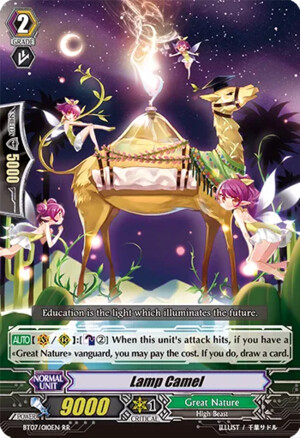 2
GRADE
SHIELD
5000
Education is the light which illuminates the future.
AUTO [ ]:[ 2] When this unit's attack hits, if you have a
«Great Nature» vanguard, you may pay the cost. If you do, draw a card.
Lamp Camel
NORMAL
UNIT
POWER
9000
1
Great Nature
High Beast
BT07/010EN RR
ILLUST / 千葉サドル